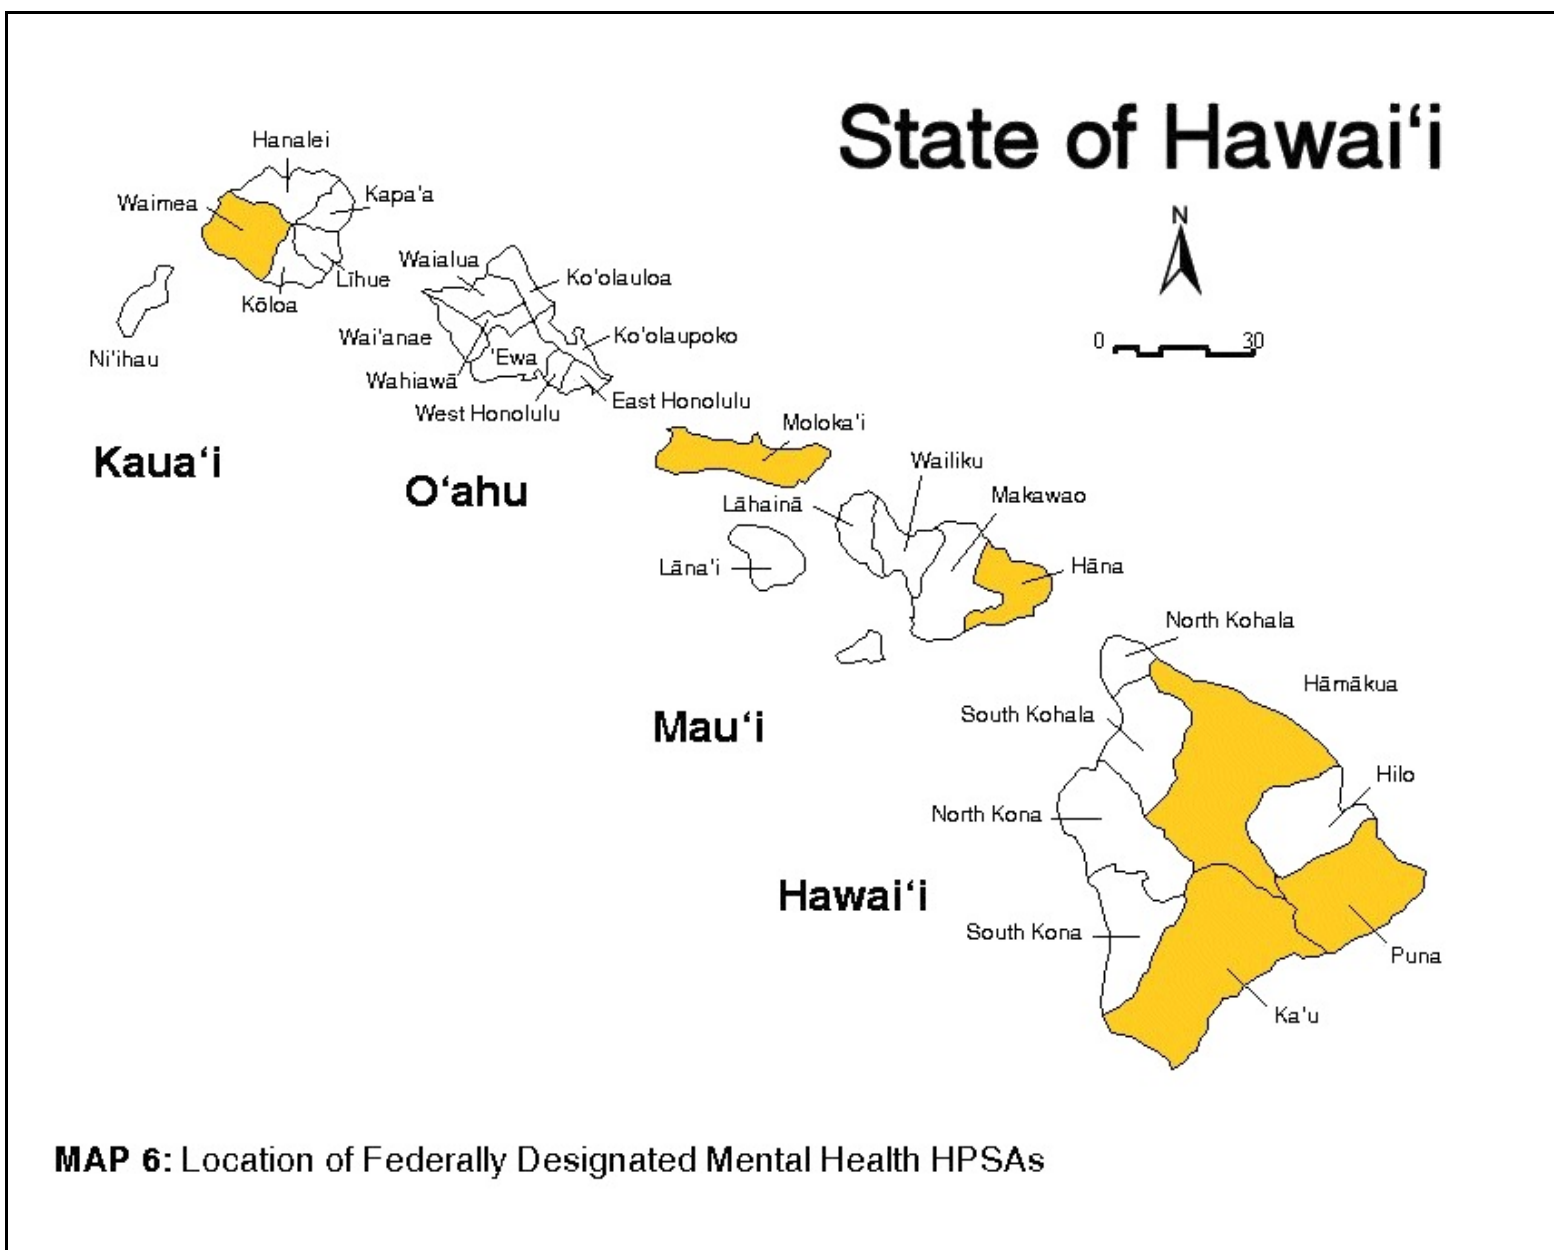 State of Hawai‘i
Hanalei
Waimea
Kapa'a
N
Waialua
Ko'olauloa
Līhue
Kōloa
Wai'anae
Ko'olaupoko
0 30
Ni'ihau
'Ewa
Wahiawā
West Honolulu
East Honolulu
Moloka'i
Kaua‘i
O‘ahu
Wailiku
Makawao
Lāhainā
Lāna'i
Hāna
North Kohala
Hāmākua
South Kohala
Mau‘i
Hilo
North Kona
Hawai‘i
South Kona
Puna
Ka'u
MAP 6: Location of Federally Designated Mental Health HPSAs